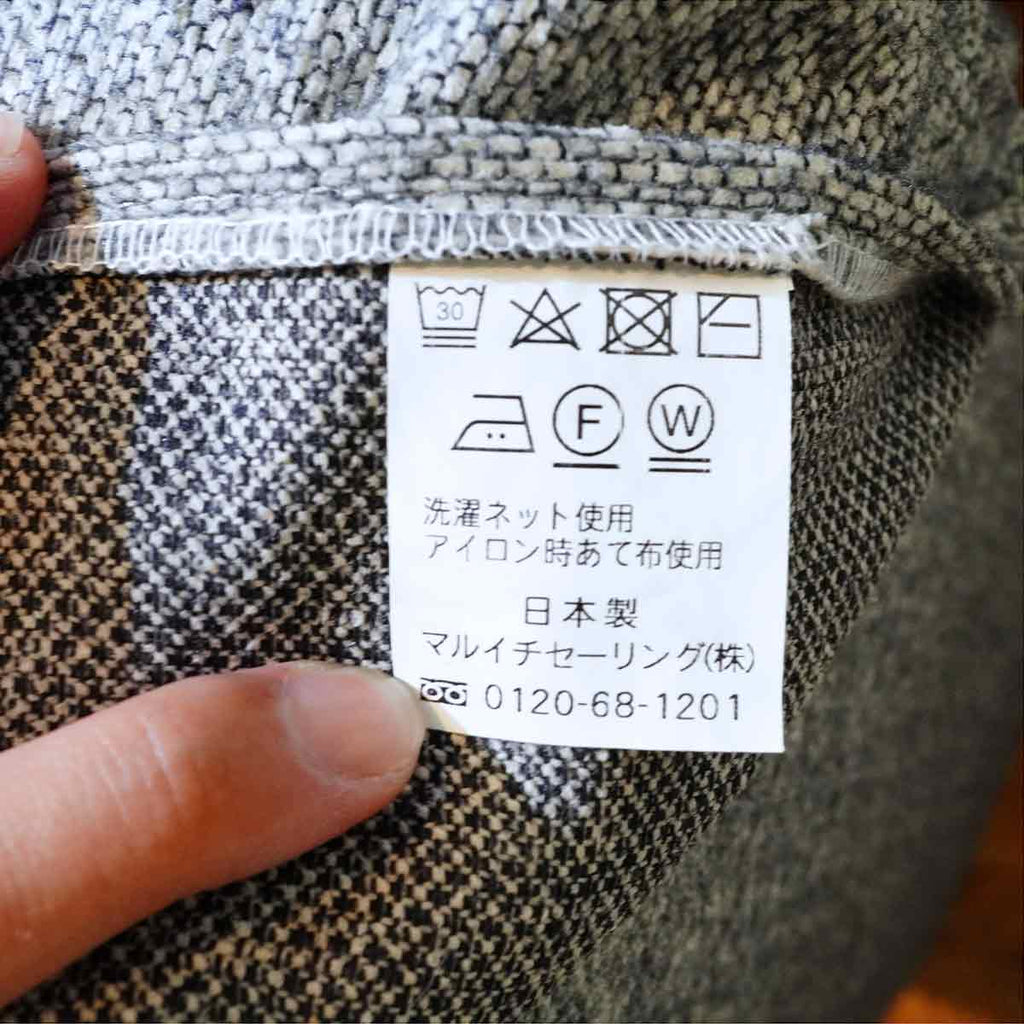 30
F W
洗濯ネット使用
アイロン時あて布使用
日本製
マルイチセーリング(株)
0120-68-1201